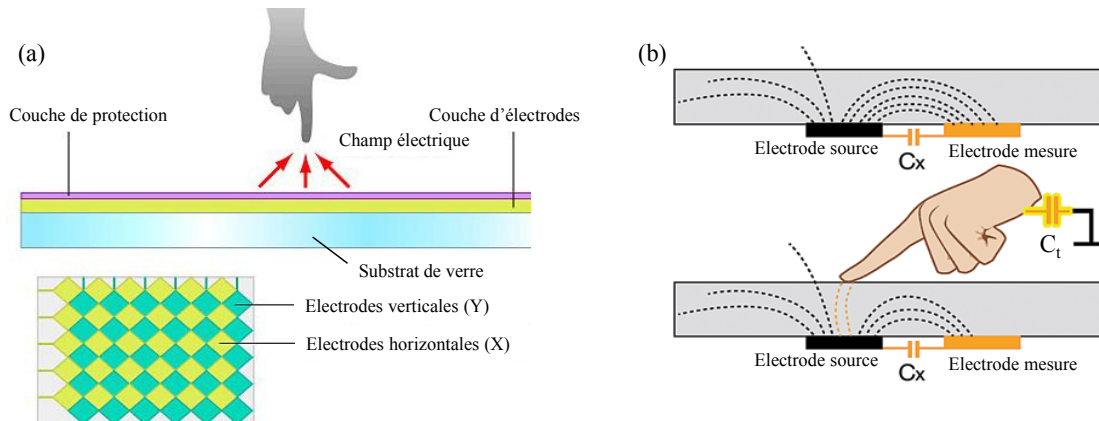 (a)
Couche de protection
Couche d'électrodes
Champ électrique
Substrat de verre
Electrodes verticales (Y)
Electrodes horizontales (X)
(b)
Electrode source
Cx
Electrode mesure
Ct
Electrode source
Cx
Electrode mesure